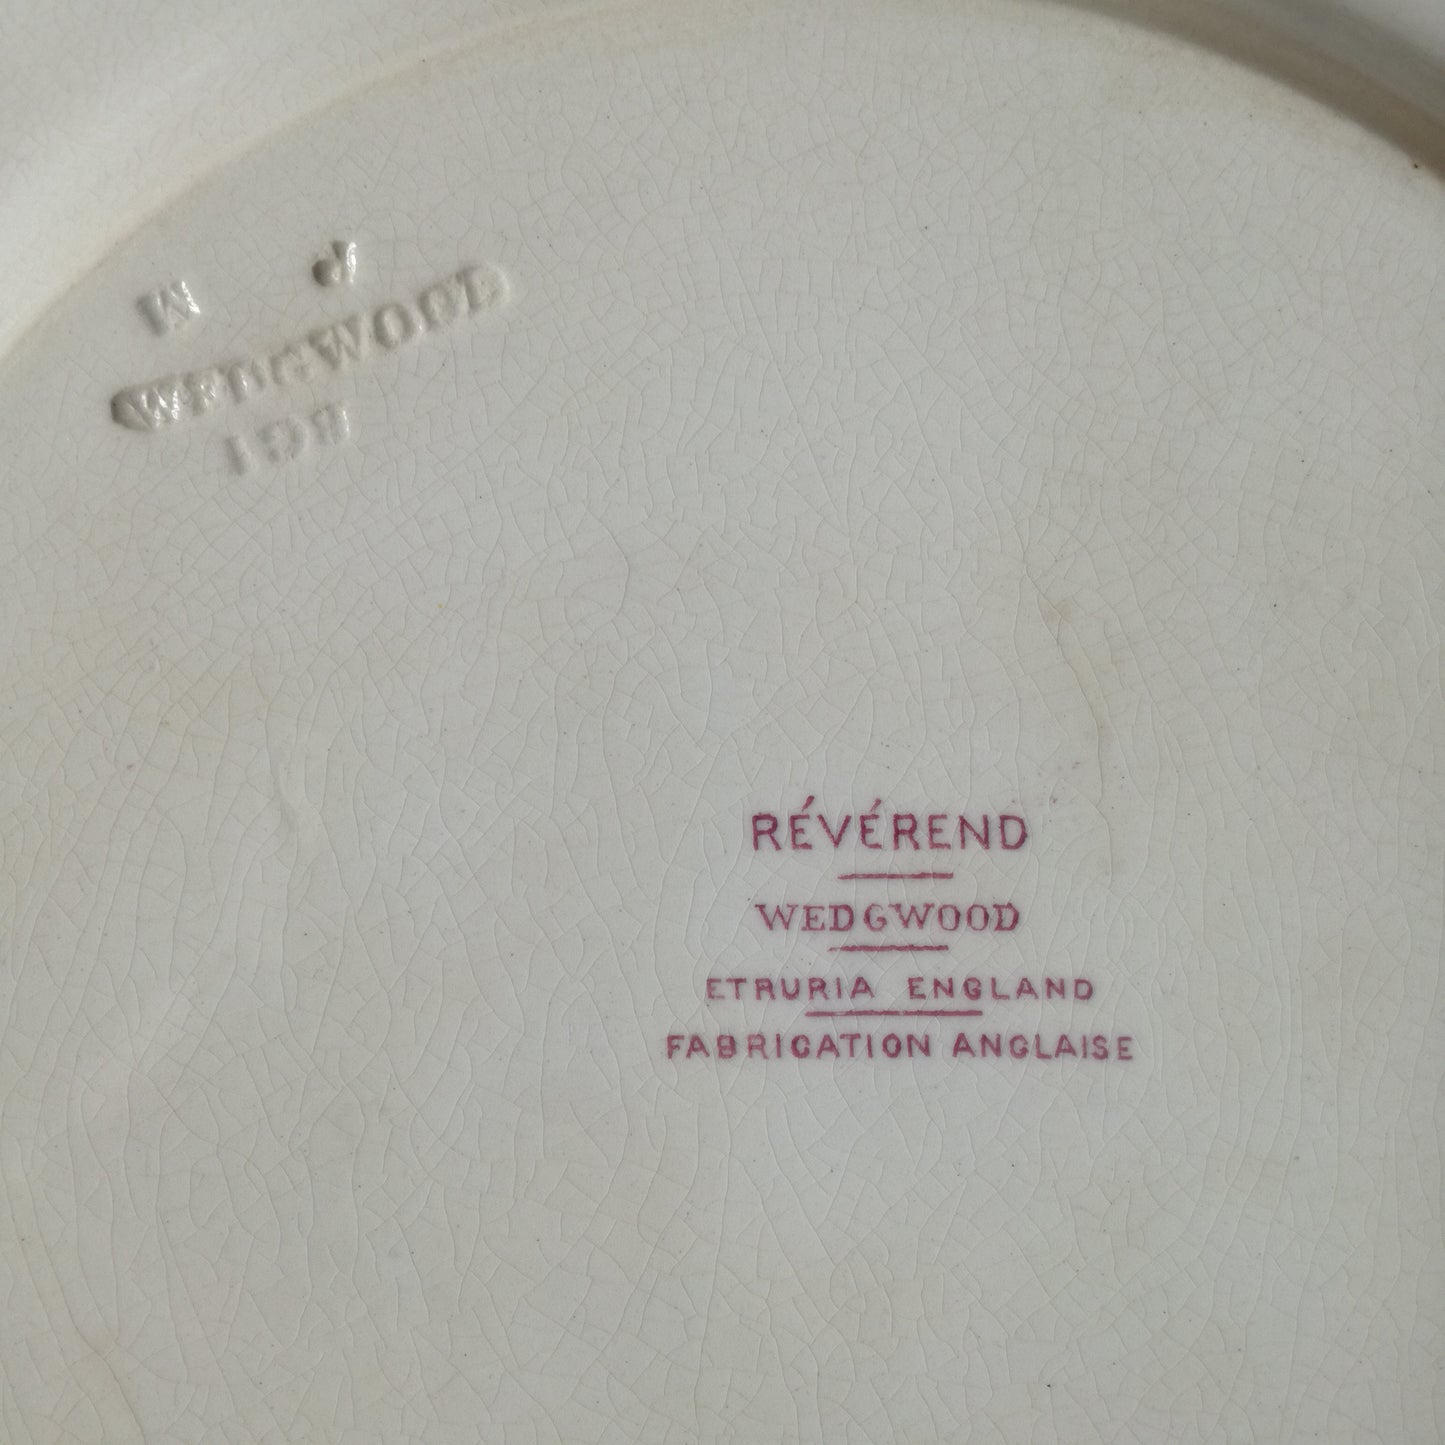 M
WEDGWOOD
RÉVÉREND
WEDGWOOD
ETRURIA ENGLAND
FABRICATION ANGLAISE